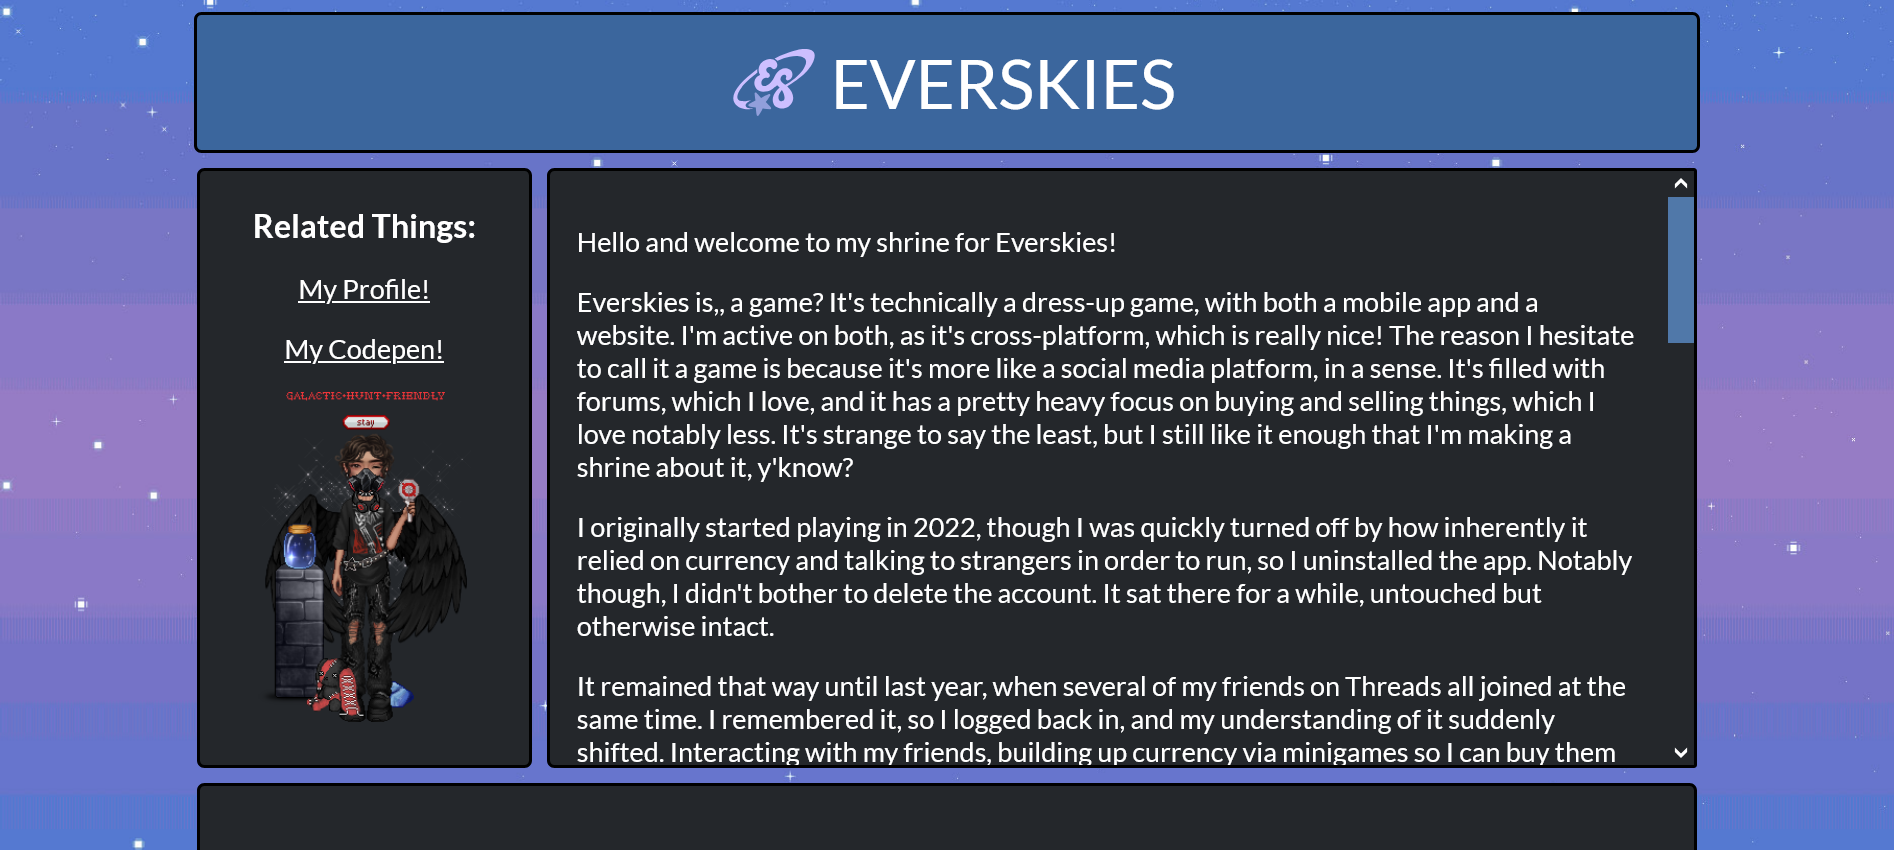 ES EVERSKIES
Related Things:
My Profile!
My Codepen!
GALACTIC+HUNT+FRIENDLY
stay
Hello and welcome to my shrine for Everskies!
Everskies is,, a game? It's technically a dress-up game, with both a mobile app and a
website. I'm active on both, as it's cross-platform, which is really nice! The reason I hesitate
to call it a game is because it's more like a social media platform, in a sense. It's filled with
forums, which I love, and it has a pretty heavy focus on buying and selling things, which I
love notably less. It's strange to say the least, but I still like it enough that I'm making a
shrine about it, y'know?
I originally started playing in 2022, though I was quickly turned off by how inherently it
relied on currency and talking to strangers in order to run, so I uninstalled the app. Notably
though, I didn't bother to delete the account. It sat there for a while, untouched but
otherwise intact.
It remained that way until last year, when several of my friends on Threads all joined at the
same time. I remembered it, so I logged back in, and my understanding of it suddenly
shifted. Interacting with my friends, building up currency via minigames so I can buy them